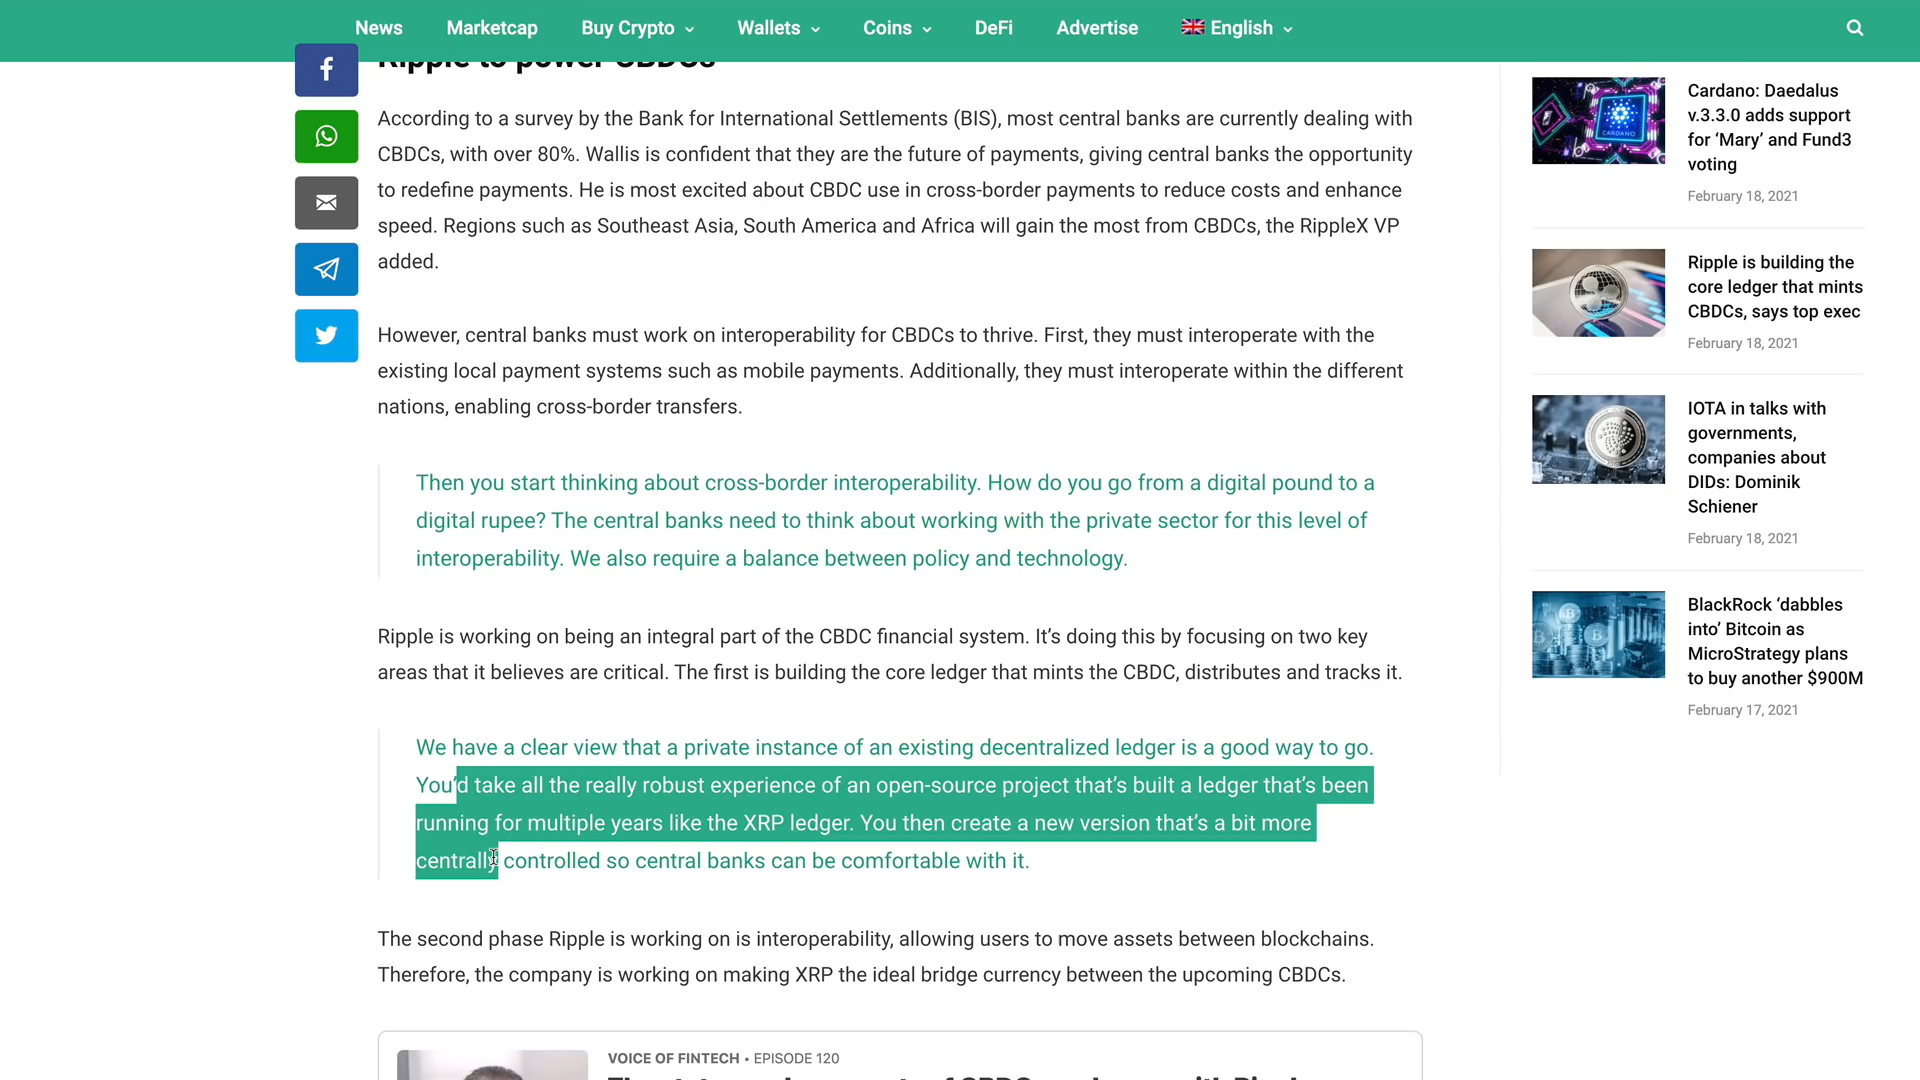 News Marketcap Buy Crypto Wallets Coins DeFi Advertise English
Ripple to power CBDCs
According to a survey by the Bank for International Settlements (BIS), most central banks are currently dealing with
CBDCs, with over 80%. Wallis is confident that they are the future of payments, giving central banks the opportunity
to redefine payments. He is most excited about CBDC use in cross-border payments to reduce costs and enhance
speed. Regions such as Southeast Asia, South America and Africa will gain the most from CBDCs, the RippleX VP
added.
However, central banks must work on interoperability for CBDCs to thrive. First, they must interoperate with the
existing local payment systems such as mobile payments. Additionally, they must interoperate within the different
nations, enabling cross-border transfers.
Then you start thinking about cross-border interoperability. How do you go from a digital pound to a
digital rupee? The central banks need to think about working with the private sector for this level of
interoperability. We also require a balance between policy and technology.
Ripple is working on being an integral part of the CBDC financial system. It’s doing this by focusing on two key
areas that it believes are critical. The first is building the core ledger that mints the CBDC, distributes and tracks it.
We have a clear view that a private instance of an existing decentralized ledger is a good way to go.
You’d take all the really robust experience of an open-source project that’s built a ledger that’s been
running for multiple years like the XRP ledger. You then create a new version that’s a bit more
centrally controlled so central banks can be comfortable with it.
The second phase Ripple is working on is interoperability, allowing users to move assets between blockchains.
Therefore, the company is working on making XRP the ideal bridge currency between the upcoming CBDCs.
VOICE OF FINTECH • EPISODE 120
CARDANO
Cardano: Daedalus
v.3.3.0 adds support
for ‘Mary’ and Fund3
voting
February 18, 2021
Ripple is building the
core ledger that mints
CBDCs, says top exec
February 18, 2021
IOTA in talks with
governments,
companies about
DIDs: Dominik
Schiener
February 18, 2021
BlackRock ‘dabbles
into’ Bitcoin as
MicroStrategy plans
to buy another $900M
February 17, 2021